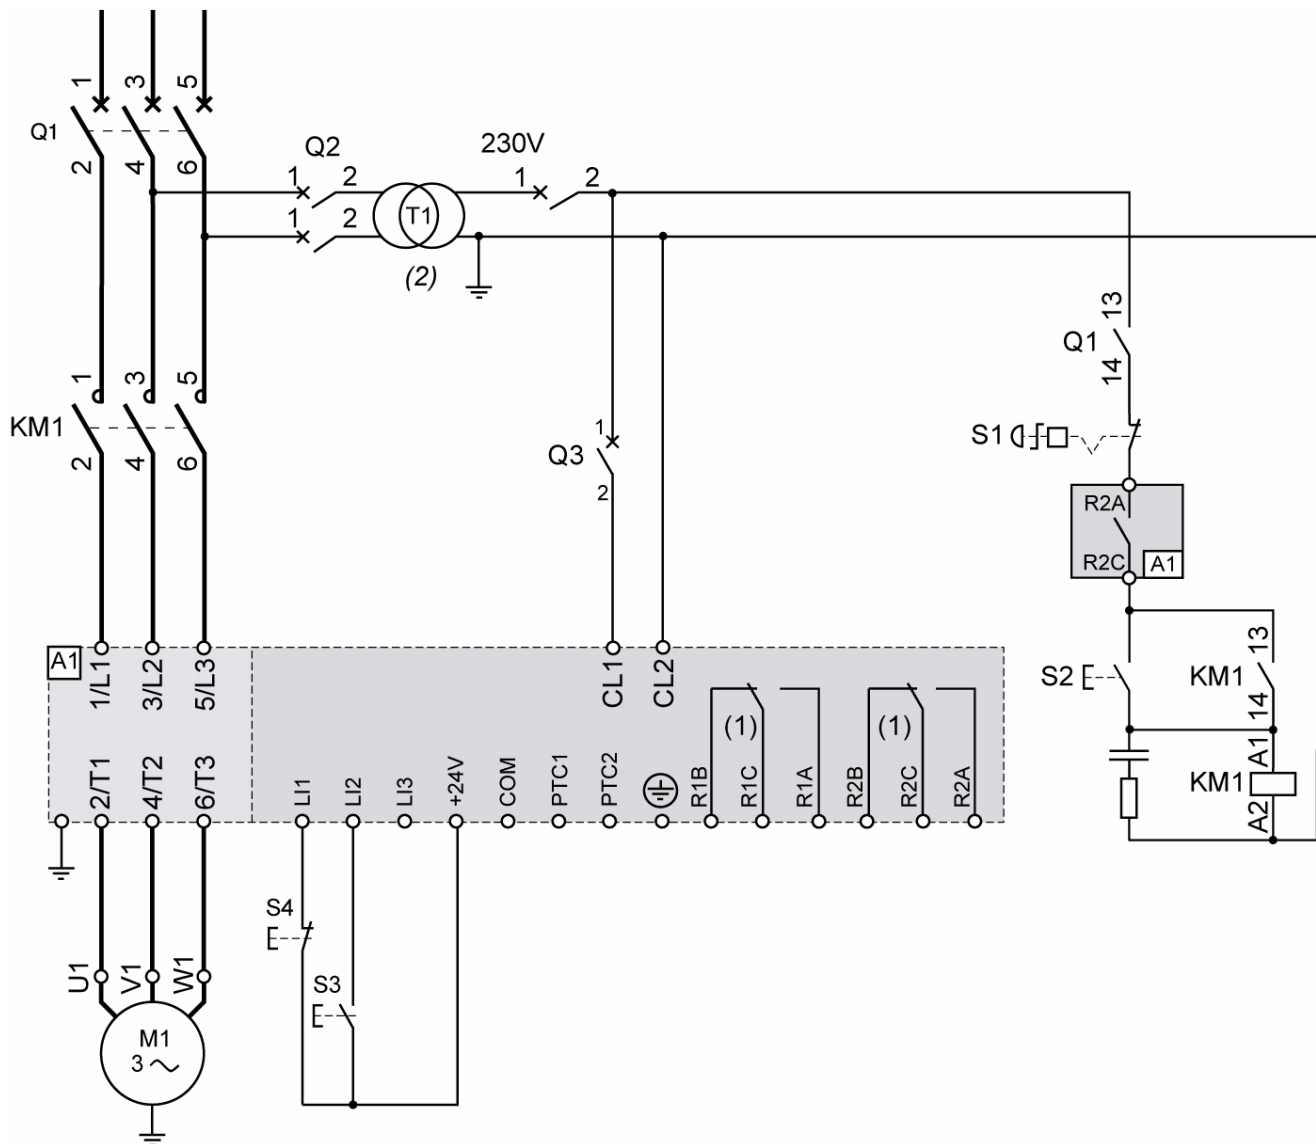 1 3 5
Q1
2 4 6
Q2
230V
1 2
1 2
1 2
T1
(2)
1 3 5
KM1
2 4 6
Q3
1
2
13
Q1
14
S1
R2A
R2C
A1
13
S2
KM1
14
A1
KM1
A2
A1
1/L1 3/L2 5/L3
CL1 CL2
2/T1 4/T2 6/T3
LI1 LI2 LI3 +24V COM PTC1 PTC2 R1B R1C R1A R2B R2C R2A
(1) (1)
S4
S3
U1 V1 W1
M1
3